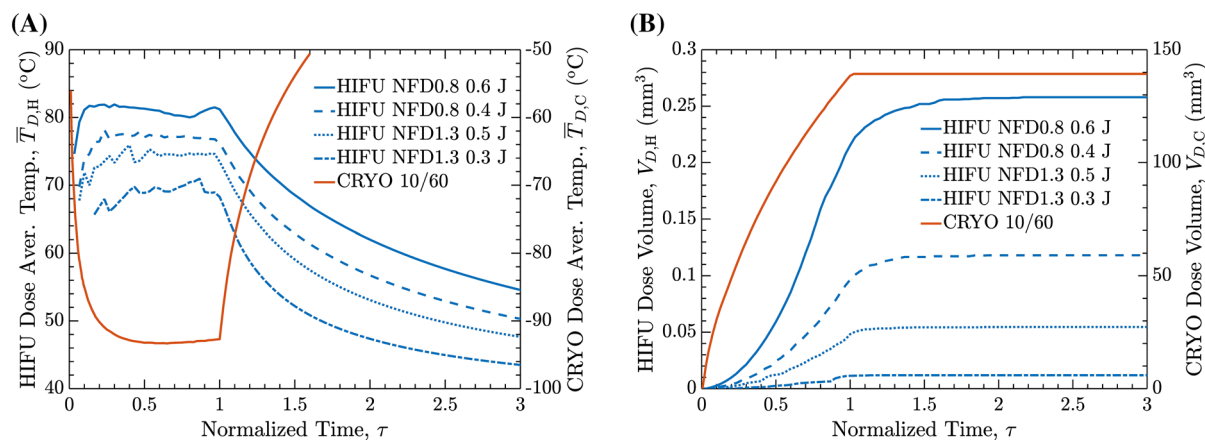 (A)
HIFU Dose Aver. Temp., T̅_{D,H} (°C)
90
80
70
60
50
40
0
0.5
1
1.5
2
2.5
3
Normalized Time, τ
-50
-60
-70
-80
-90
-100
CRYO Dose Aver. Temp., T̅_{D,C} (°C)
HIFU NFD0.8 0.6 J
HIFU NFD0.8 0.4 J
HIFU NFD1.3 0.5 J
HIFU NFD1.3 0.3 J
CRYO 10/60
(B)
HIFU Dose Volume, V_{D,H} (mm³)
0.3
0.25
0.2
0.15
0.1
0.05
0
0
0.5
1
1.5
2
2.5
3
Normalized Time, τ
150
100
50
0
CRYO Dose Volume, V_{D,C} (mm³)
HIFU NFD0.8 0.6 J
HIFU NFD0.8 0.4 J
HIFU NFD1.3 0.5 J
HIFU NFD1.3 0.3 J
CRYO 10/60